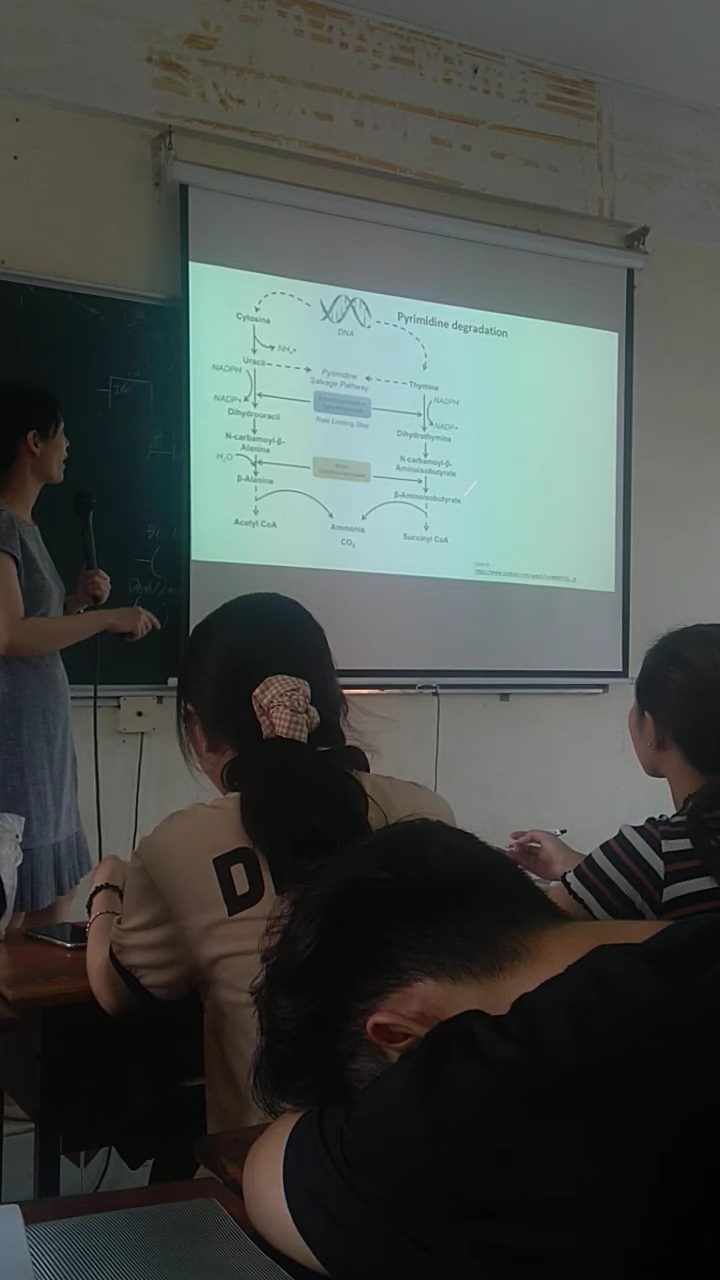 Pyrimidine degradation
DNA
Cytosine
NH₄⁺
Uracil
Pyrimidine
Salvage Pathway
Thymine
NADPH
NADP+
NADPH
NADP+
Dihydrouracil
Rate Limiting Step
Dihydrothymine
N-carbamoyl-β-
Alanine
N-carbamoyl-β-
Aminoisobutyrate
H₂O
β-Alanine
β-Aminoisobutyrate
Acetyl CoA
Ammonia
CO₂
Succinyl CoA
D